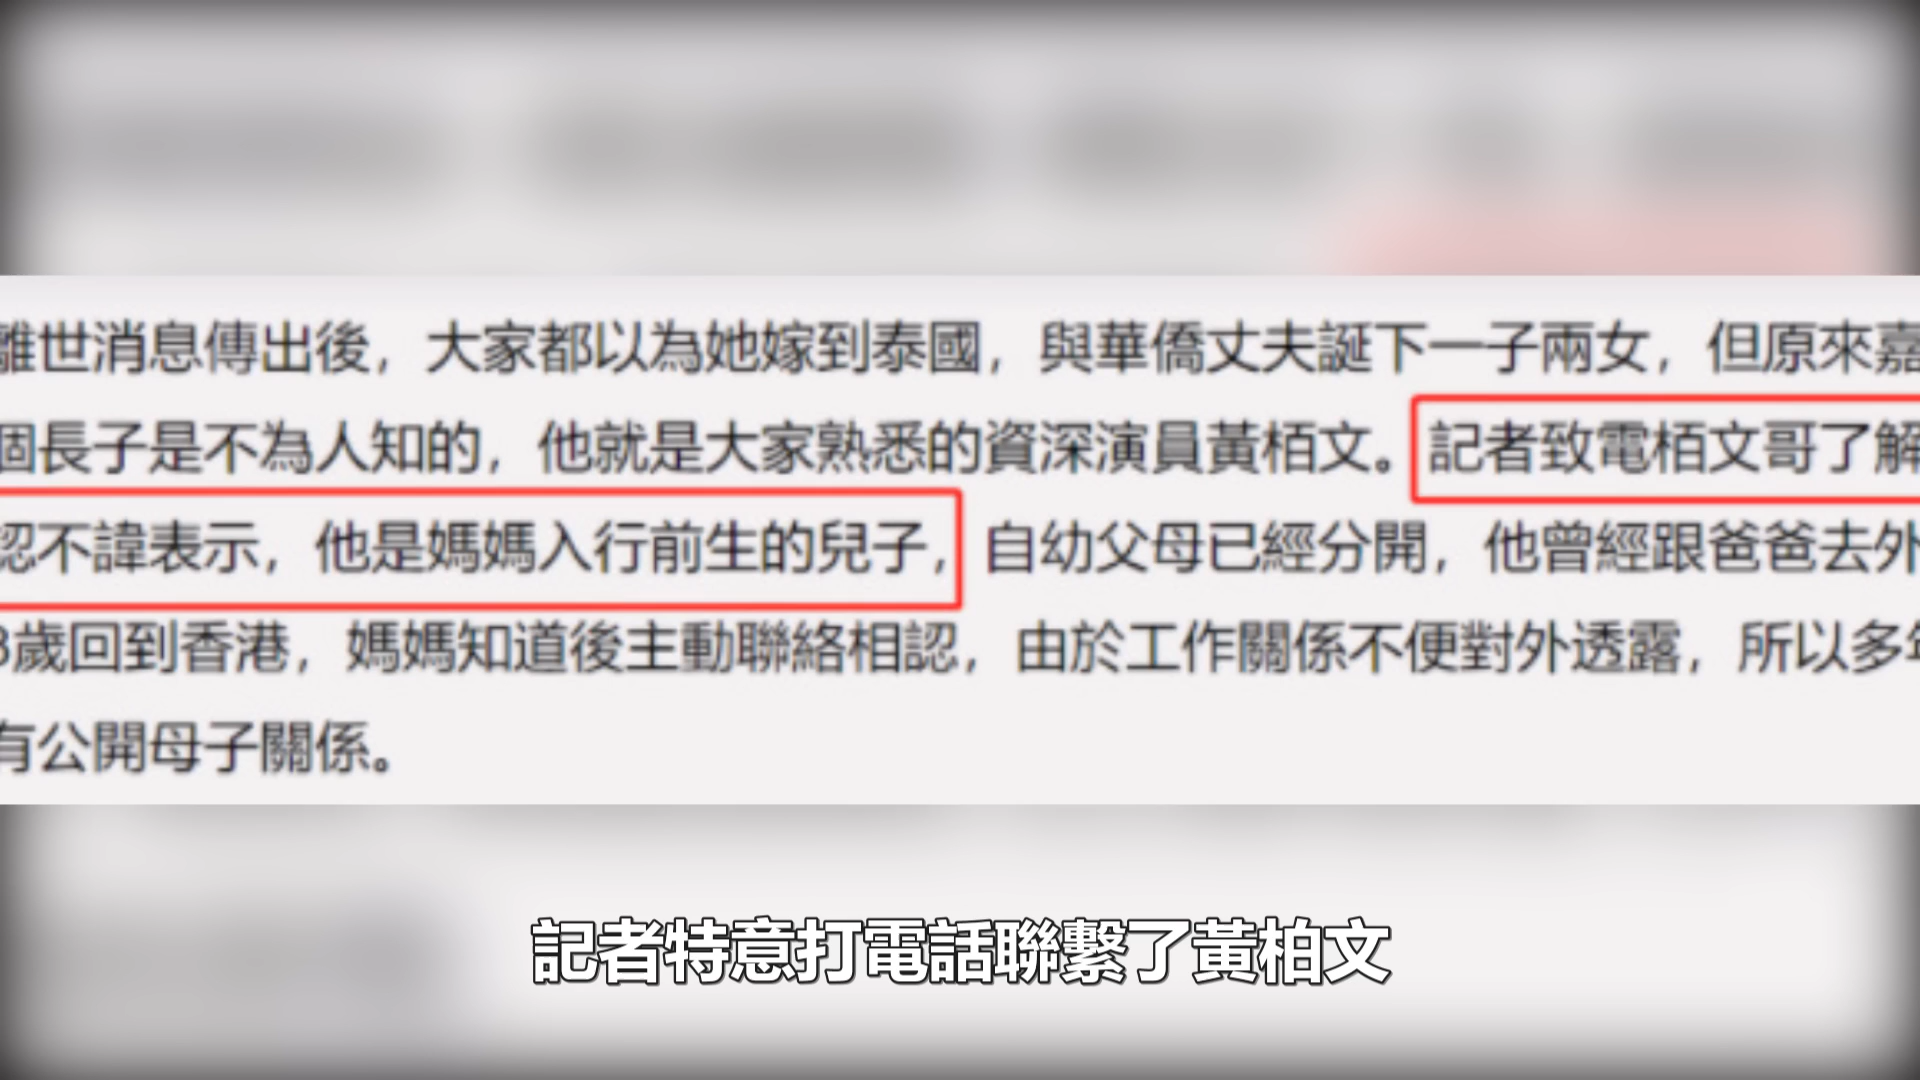 離世消息傳出後，大家都以為她嫁到泰國，與華僑丈夫誕下一子兩女，但原來嘉
個長子是不為人知的，他就是大家熟悉的資深演員黃栢文。記者致電栢文哥了解
認不諱表示，他是媽媽入行前生的兒子，自幼父母已經分開，他曾經跟爸爸去外
歲回到香港，媽媽知道後主動聯絡相認，由於工作關係不便對外透露，所以多年
有公開母子關係。
記者特意打電話聯繫了黃柏文